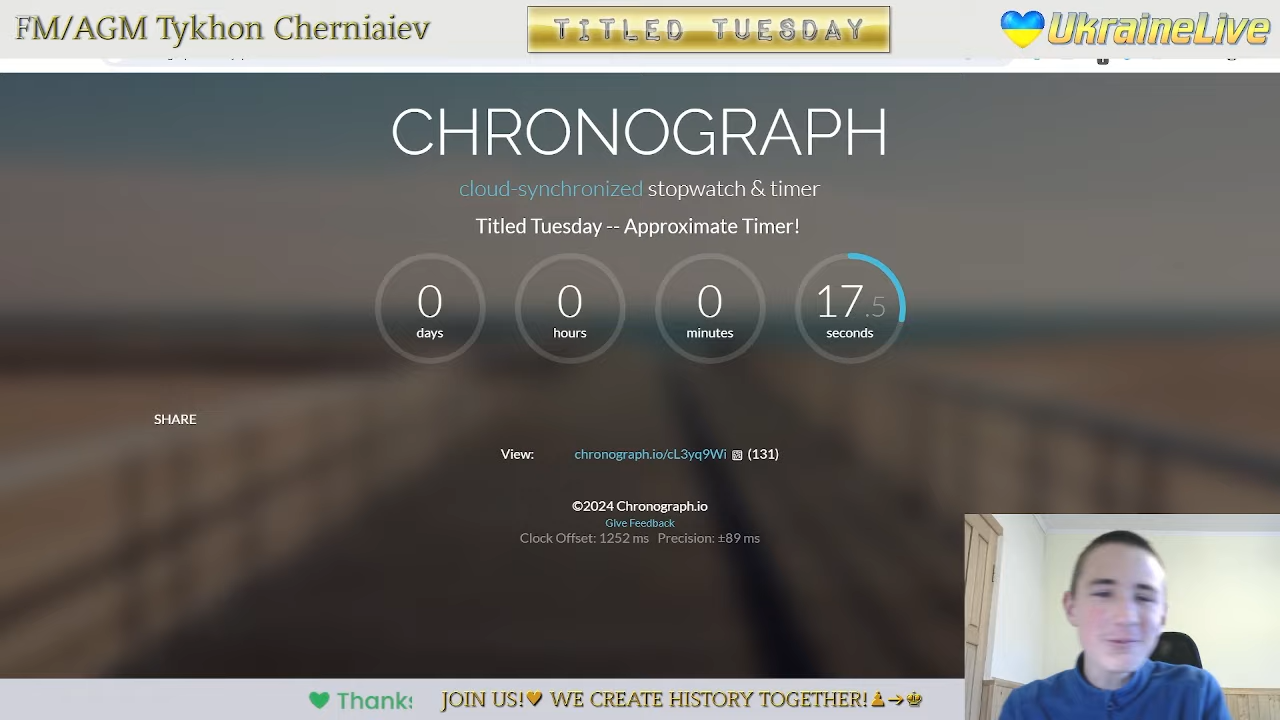 FM/AGM Tykhon Cherniaiev
TITLED TUESDAY
UkraineLive
CHRONOGRAPH
cloud-synchronized stopwatch & timer
Titled Tuesday -- Approximate Timer!
0 0 0 17.5
days hours minutes seconds
SHARE
View: chronograph.io/cL3yq9Wi (131)
©2024 Chronograph.io
Give Feedback
Clock Offset: 1252 ms Precision: ±89 ms
Thanks JOIN US!🧡 WE CREATE HISTORY TOGETHER!♟→♚